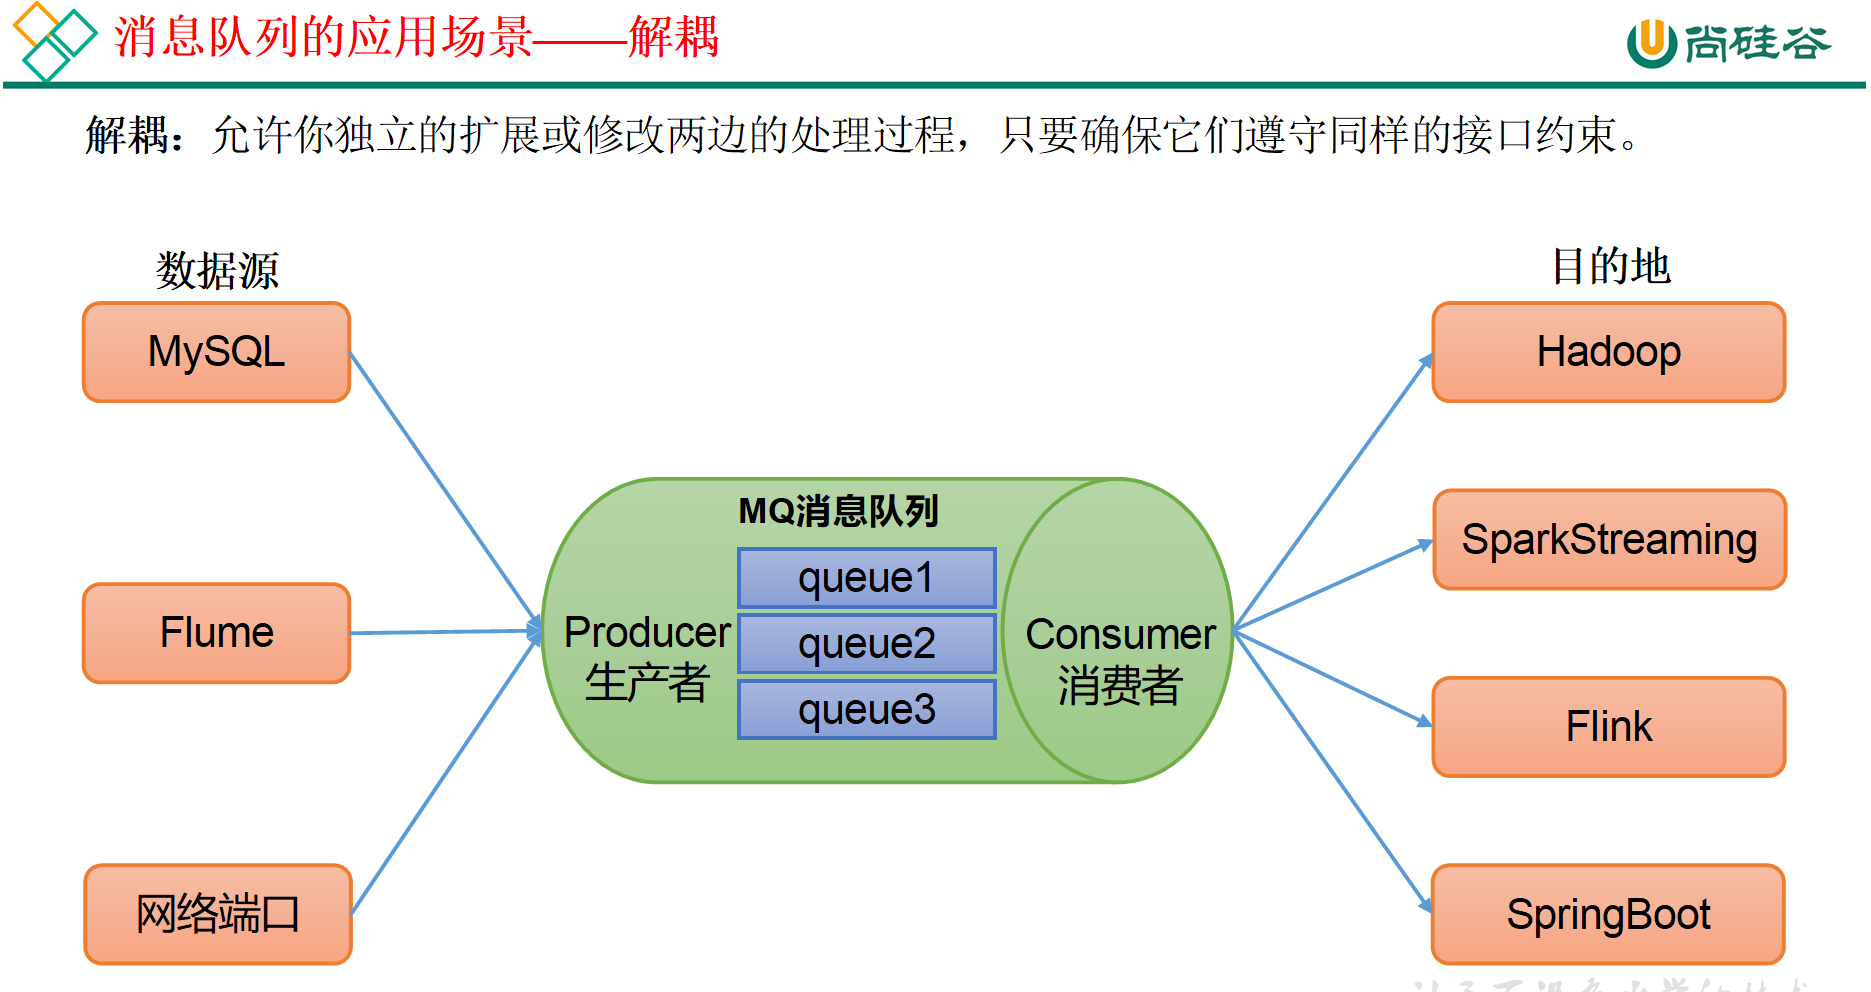 消息队列的应用场景——解耦
尚硅谷
解耦：允许你独立的扩展或修改两边的处理过程，只要确保它们遵守同样的接口约束。
数据源
目的地
MySQL
Flume
网络端口
MQ消息队列
Producer
生产者
queue1
queue2
queue3
Consumer
消费者
Hadoop
SparkStreaming
Flink
SpringBoot